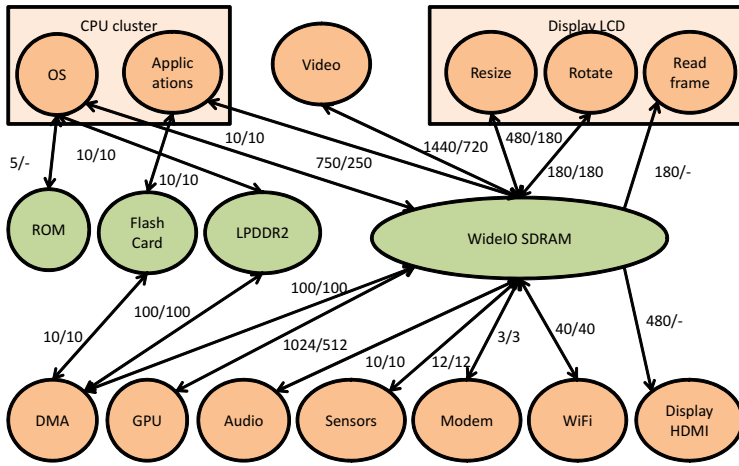 CPU cluster
Display LCD
OS
Applic
ations
Video
Resize
Rotate
Read
frame
5/-
10/10
10/10
10/10
750/250
1440/720
480/180
180/180
180/-
ROM
Flash
Card
LPDDR2
WideIO SDRAM
10/10
100/100
100/100
1024/512
10/10
12/12
3/3
40/40
480/-
DMA
GPU
Audio
Sensors
Modem
WiFi
Display
HDMI